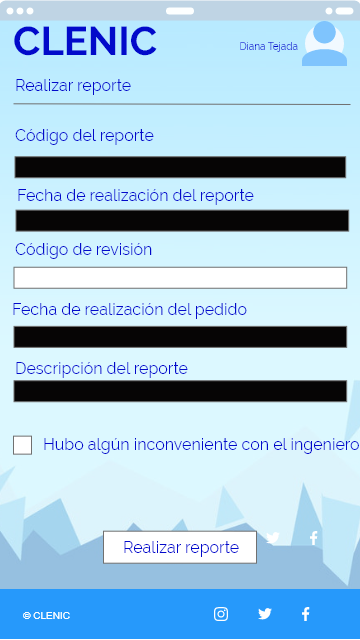 CLENIC
Diana Tejada
Realizar reporte
Código del reporte
Fecha de realización del reporte
Código de revisión
Fecha de realización del pedido
Descripción del reporte
Hubo algún inconveniente con el ingeniero
Realizar reporte
© CLENIC